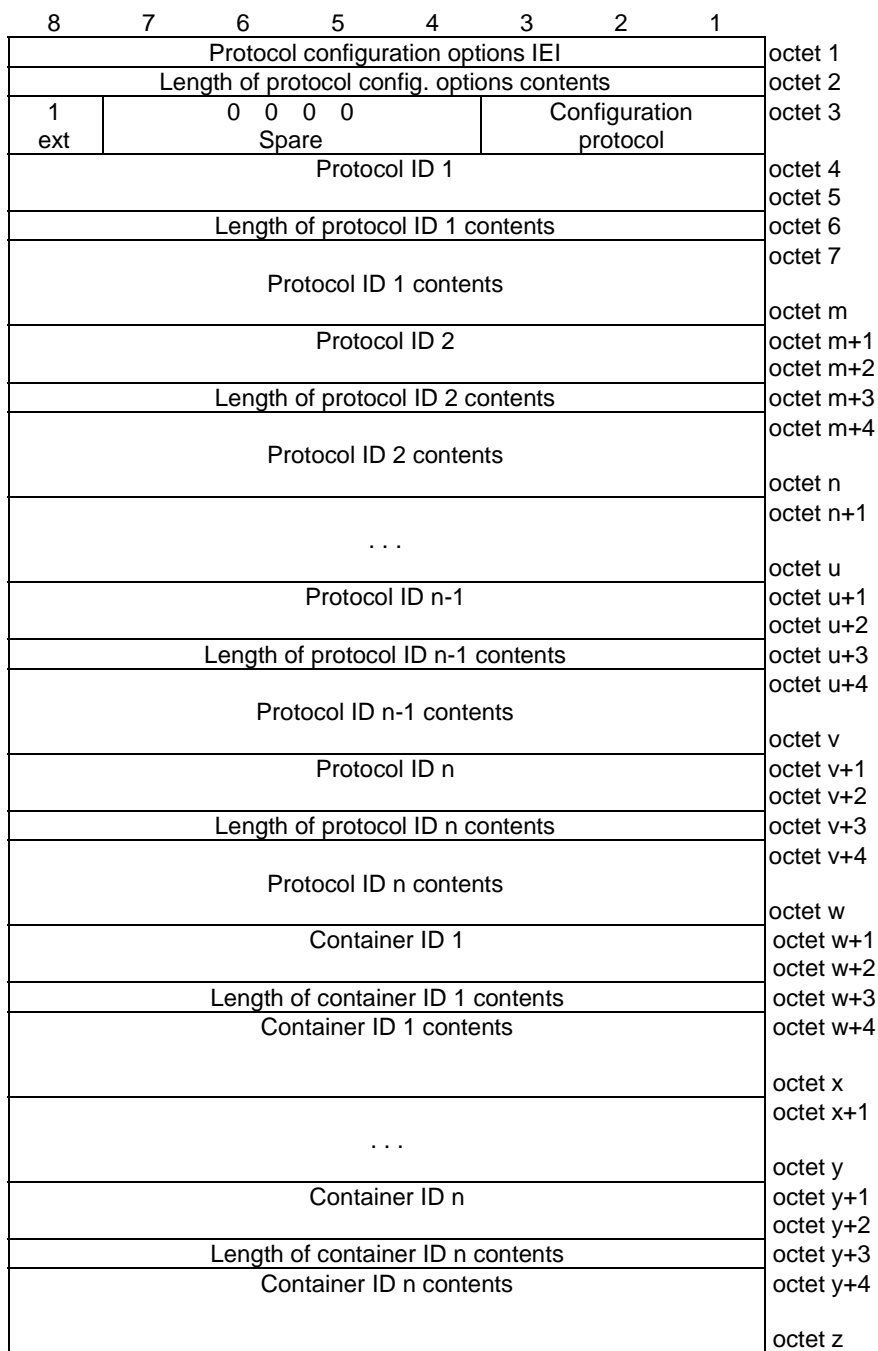 8 7 6 5 4 3 2 1
Protocol configuration options IEI octet 1
Length of protocol config. options contents octet 2
1 0 0 0 0 Configuration octet 3
ext Spare protocol
Protocol ID 1 octet 4
octet 5
Length of protocol ID 1 contents octet 6
octet 7
Protocol ID 1 contents
octet m
Protocol ID 2 octet m+1
octet m+2
Length of protocol ID 2 contents octet m+3
octet m+4
Protocol ID 2 contents
octet n
octet n+1
. . .
octet u
Protocol ID n-1 octet u+1
octet u+2
Length of protocol ID n-1 contents octet u+3
octet u+4
Protocol ID n-1 contents
octet v
Protocol ID n octet v+1
octet v+2
Length of protocol ID n contents octet v+3
octet v+4
Protocol ID n contents
octet w
Container ID 1 octet w+1
octet w+2
Length of container ID 1 contents octet w+3
Container ID 1 contents octet w+4
octet x
octet x+1
. . .
octet y
Container ID n octet y+1
octet y+2
Length of container ID n contents octet y+3
Container ID n contents octet y+4
octet z